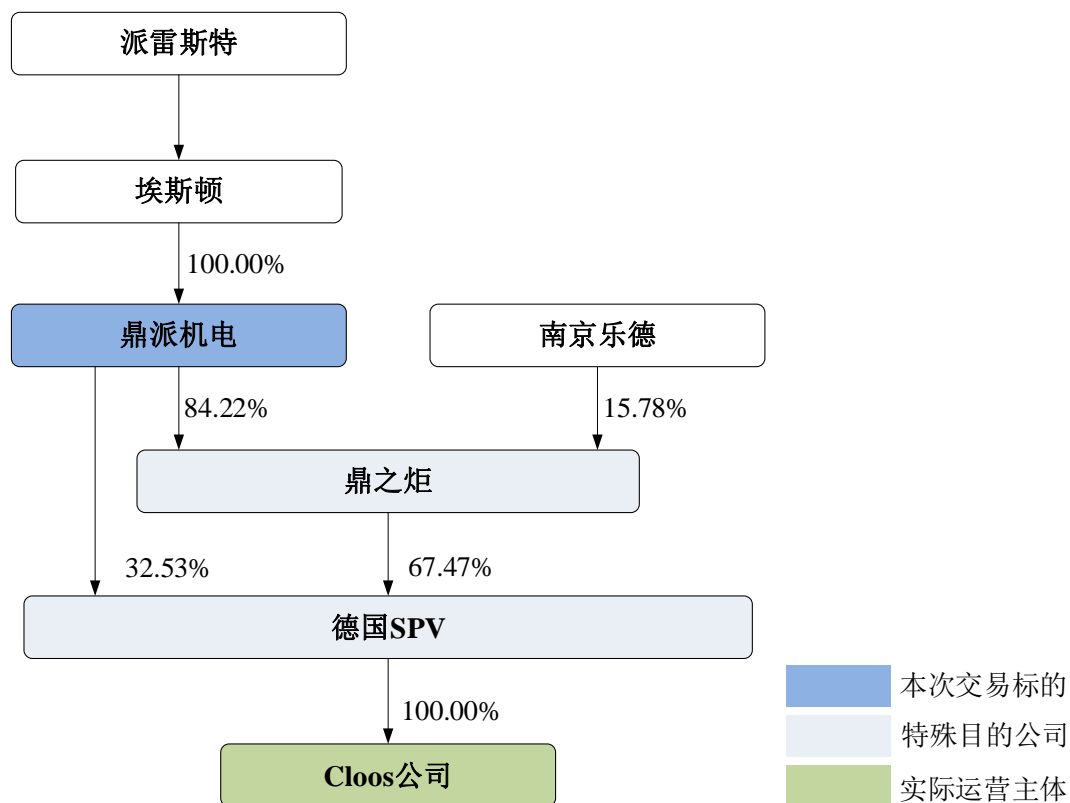 派雷斯特
埃斯顿
100.00%
鼎派机电
南京乐德
84.22%
15.78%
鼎之炬
32.53%
67.47%
德国SPV
100.00%
Cloos公司
本次交易标的
特殊目的公司
实际运营主体